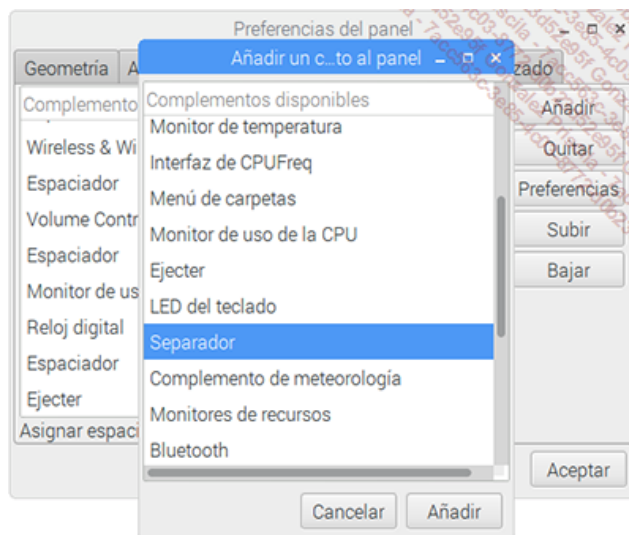 Preferencias del panel
Añadir un c...to al panel
Geometría A
zado
Complemento
Wireless & Wi
Espaciador
Volume Contr
Espaciador
Monitor de us
Reloj digital
Espaciador
Ejecter
Asignar espaci
Complementos disponibles
Monitor de temperatura
Interfaz de CPUFreq
Menú de carpetas
Monitor de uso de la CPU
Ejecter
LED del teclado
Separador
Complemento de meteorología
Monitores de recursos
Bluetooth
Cancelar Añadir
Añadir
Quitar
Preferencias
Subir
Bajar
Aceptar